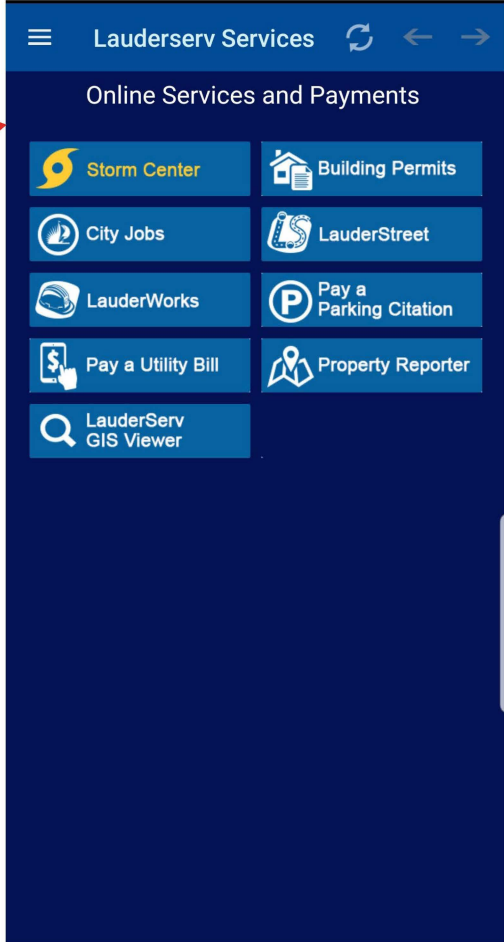 Lauderserv Services
Online Services and Payments
Storm Center
Building Permits
City Jobs
LauderStreet
LauderWorks
Pay a
Parking Citation
Pay a Utility Bill
Property Reporter
LauderServ
GIS Viewer